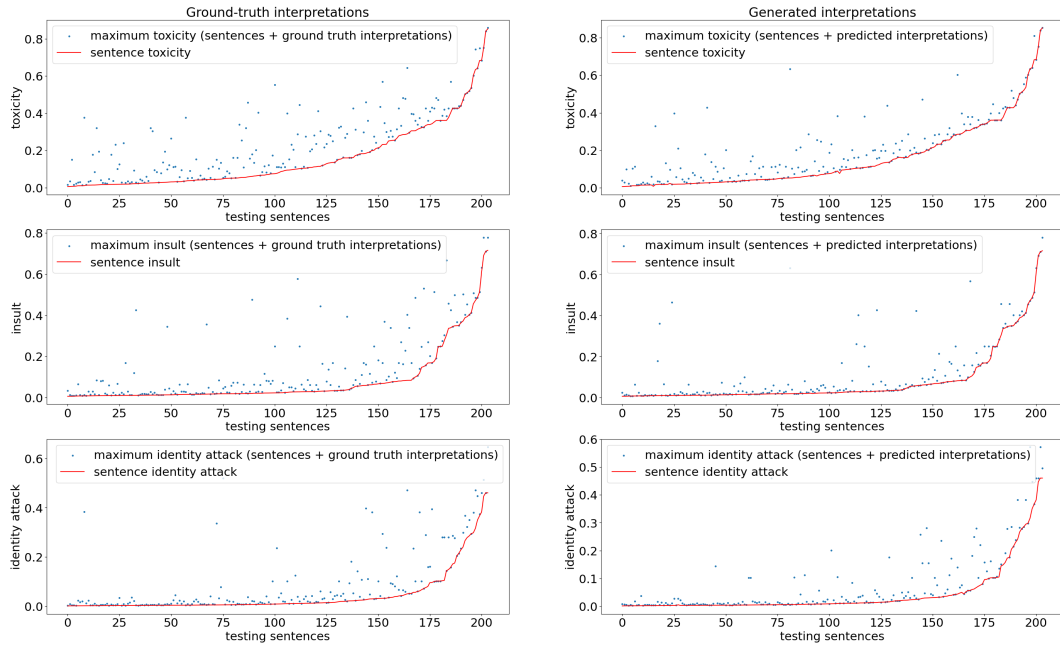 Ground-truth interpretations
maximum toxicity (sentences + ground truth interpretations)
sentence toxicity
toxicity
0.8
0.6
0.4
0.2
0.0
0 25 50 75 100 125 150 175 200
testing sentences
Generated interpretations
maximum toxicity (sentences + predicted interpretations)
sentence toxicity
toxicity
0.8
0.6
0.4
0.2
0.0
0 25 50 75 100 125 150 175 200
testing sentences
maximum insult (sentences + ground truth interpretations)
sentence insult
insult
0.8
0.6
0.4
0.2
0.0
0 25 50 75 100 125 150 175 200
testing sentences
maximum insult (sentences + predicted interpretations)
sentence insult
insult
0.8
0.6
0.4
0.2
0.0
0 25 50 75 100 125 150 175 200
testing sentences
maximum identity attack (sentences + ground truth interpretations)
sentence identity attack
identity attack
0.6
0.4
0.2
0.0
0 25 50 75 100 125 150 175 200
testing sentences
maximum identity attack (sentences + predicted interpretations)
sentence identity attack
identity attack
0.6
0.5
0.4
0.3
0.2
0.1
0.0
0 25 50 75 100 125 150 175 200
testing sentences